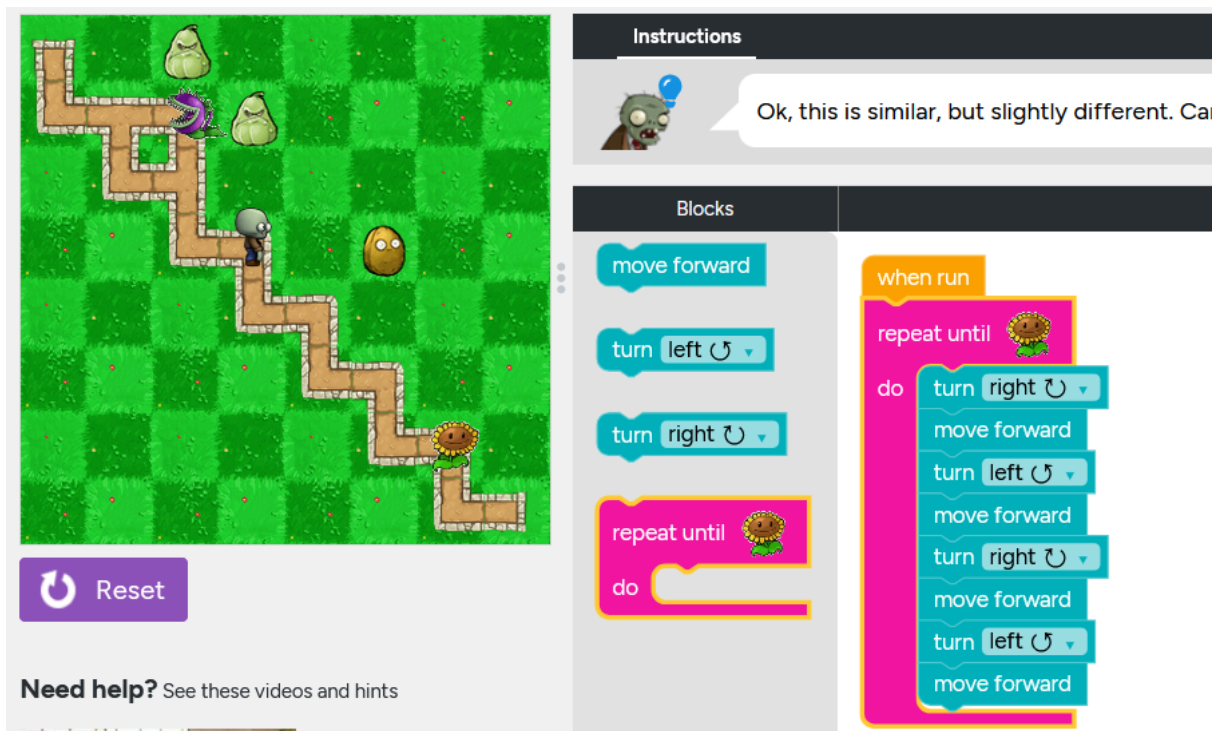 Instructions
Ok, this is similar, but slightly different. Ca
Blocks
move forward
turn left
turn right
repeat until
do
when run
repeat until
do
turn right
move forward
turn left
move forward
turn right
move forward
turn left
move forward
Reset
Need help? See these videos and hints